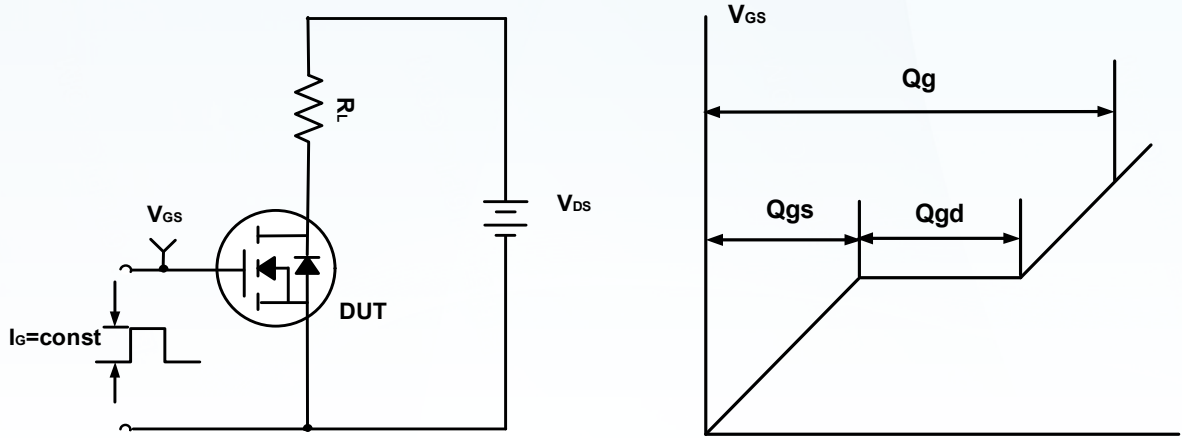 RL
VDS
VGS
DUT
IG=const
VGS
Qg
Qgs
Qgd